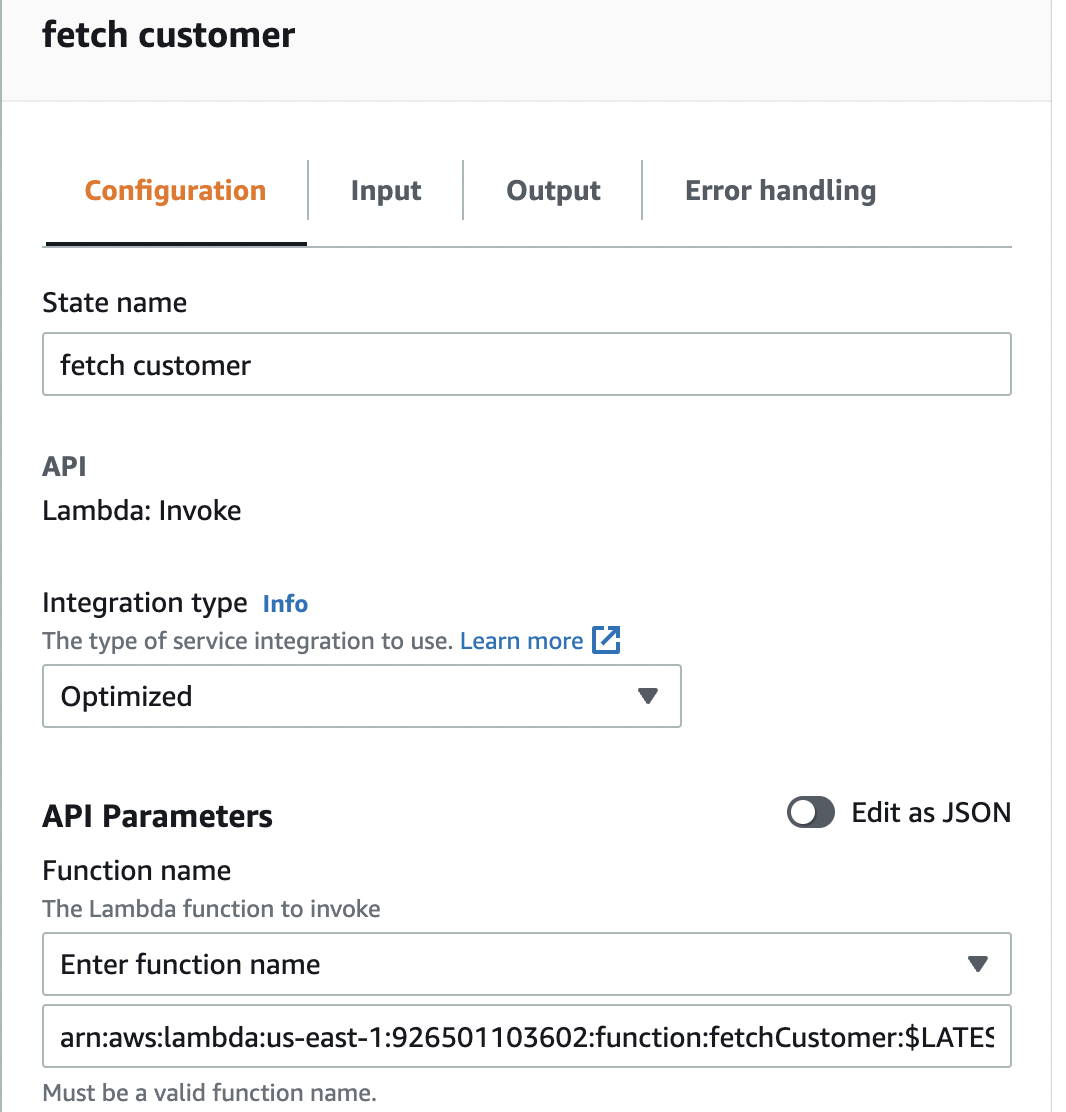 fetch customer
Configuration Input Output Error handling
State name
fetch customer
API
Lambda: Invoke
Integration type Info
The type of service integration to use. Learn more
Optimized
API Parameters Edit as JSON
Function name
The Lambda function to invoke
Enter function name
arn:aws:lambda:us-east-1:926501103602:function:fetchCustomer:$LATES
Must be a valid function name.